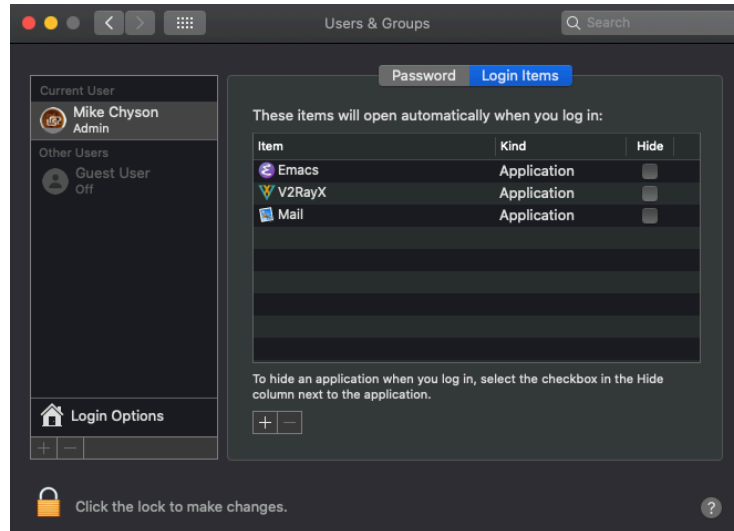 Users & Groups
Search
Password
Login Items
Current User
Mike Chyson
Admin
Other Users
Guest User
Off
Login Options
These items will open automatically when you log in:
Item Kind Hide
Emacs Application
V2RayX Application
Mail Application
To hide an application when you log in, select the checkbox in the Hide
column next to the application.
+ −
+ −
Click the lock to make changes.
?